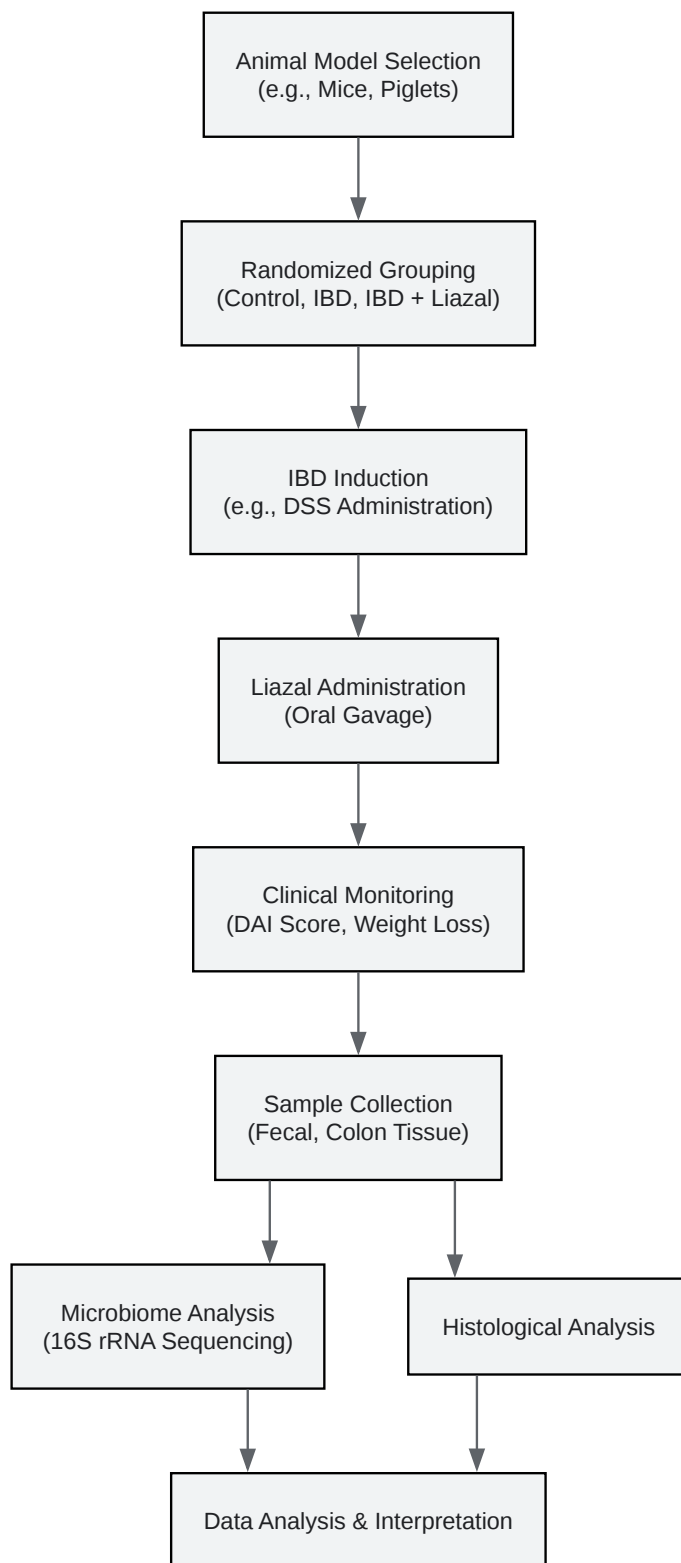 Animal Model Selection
(e.g., Mice, Piglets)
Randomized Grouping
(Control, IBD, IBD + Liazal)
IBD Induction
(e.g., DSS Administration)
Liazal Administration
(Oral Gavage)
Clinical Monitoring
(DAI Score, Weight Loss)
Sample Collection
(Fecal, Colon Tissue)
Microbiome Analysis
(16S rRNA Sequencing)
Histological Analysis
Data Analysis & Interpretation